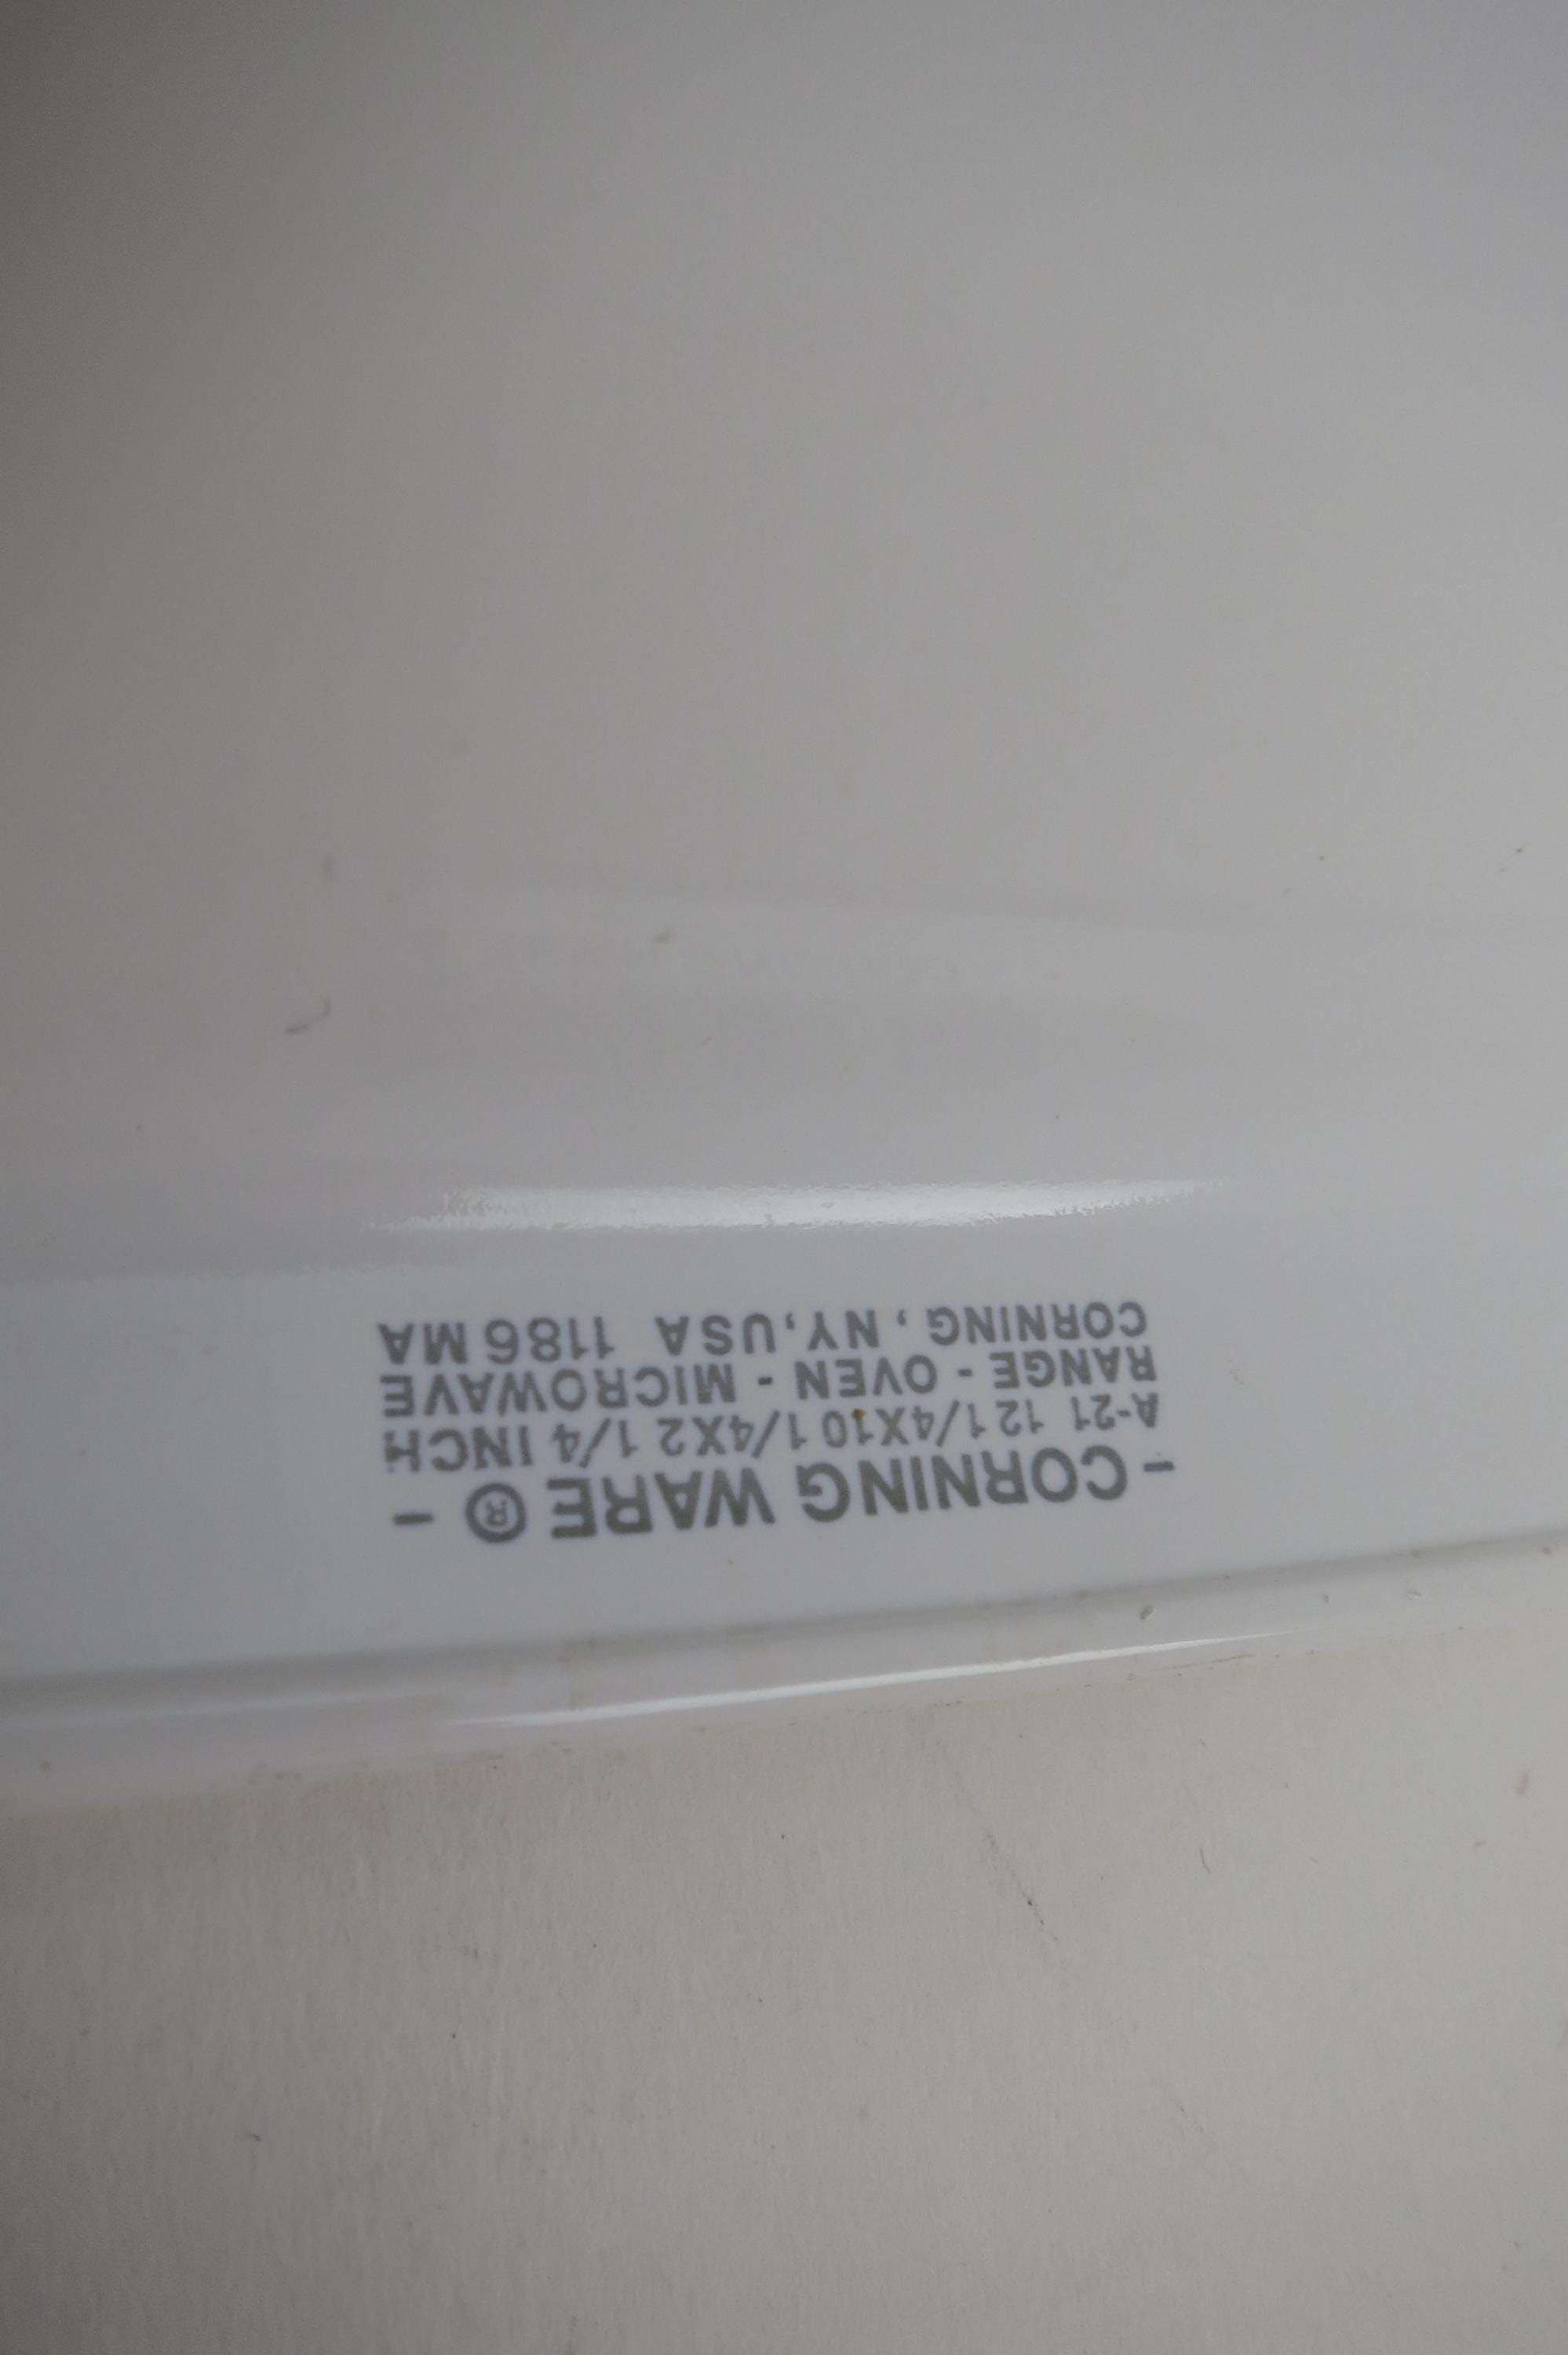 - CORNING WARE ® -
A-21 12 1/4X10 1/4X2 1/4 INCH
RANGE - OVEN - MICROWAVE
CORNING , NY,USA 1186 MA